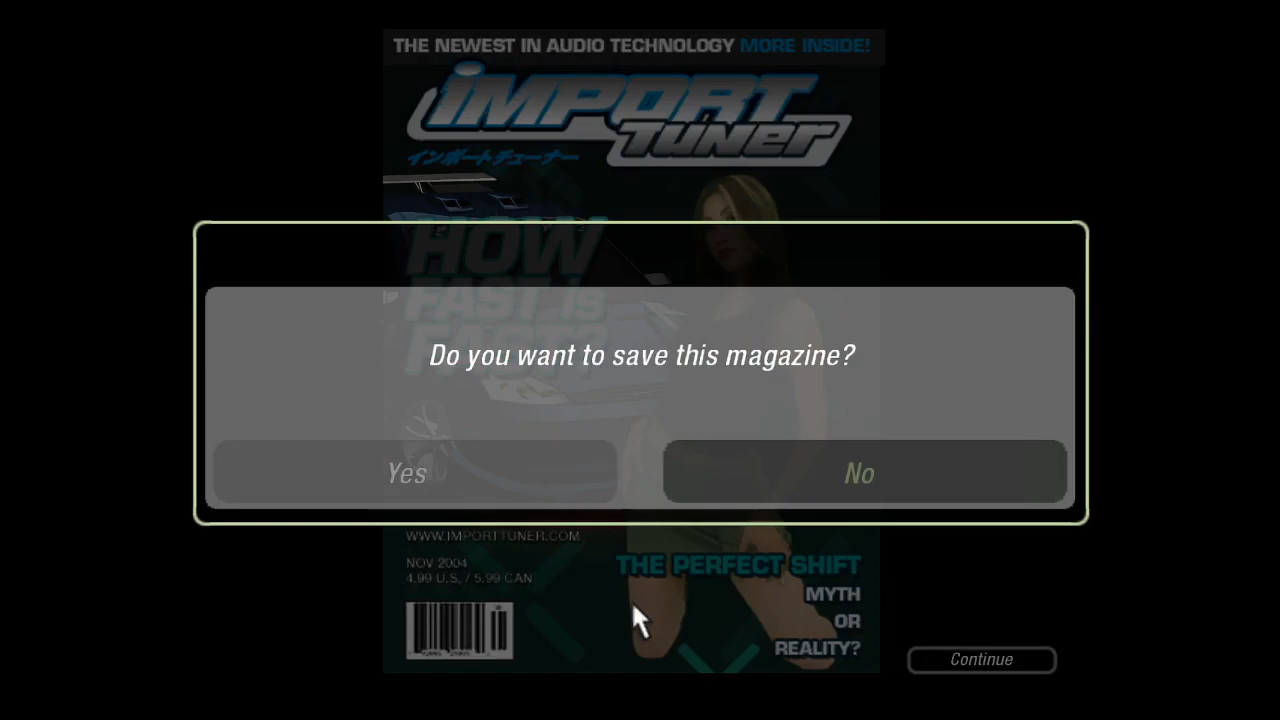 THE NEWEST IN AUDIO TECHNOLOGY MORE INSIDE!
iMPORT
TUNER
インポートチューナー
HOW
FAST IS
FAST?
Do you want to save this magazine?
Yes
No
WWW.IMPORTTUNER.COM
NOV 2004
4.99 U.S, / 5.99 CAN
THE PERFECT SHIFT
MYTH
OR
REALITY?
Continue